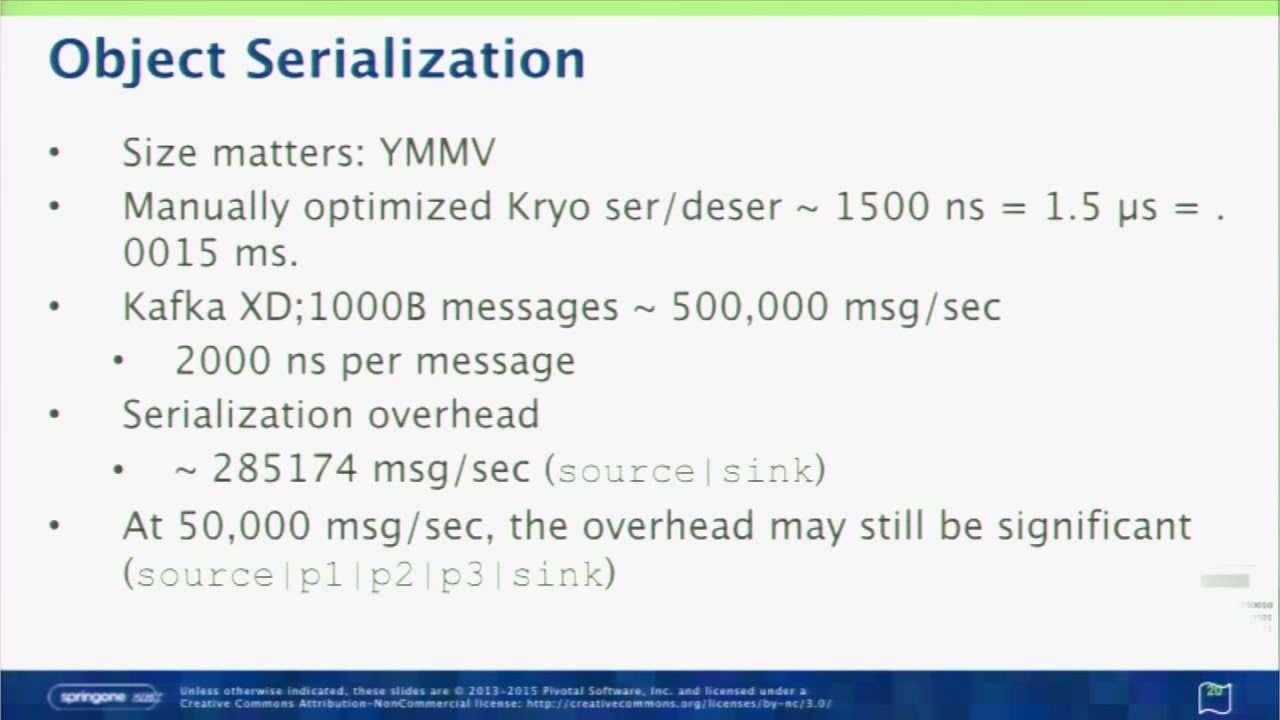 Object Serialization
• Size matters: YMMV
• Manually optimized Kryo ser/deser ~ 1500 ns = 1.5 µs = .
0015 ms.
• Kafka XD;1000B messages ~ 500,000 msg/sec
• 2000 ns per message
• Serialization overhead
• ~ 285174 msg/sec (source|sink)
• At 50,000 msg/sec, the overhead may still be significant
(source|p1|p2|p3|sink)
springone
Unless otherwise indicated, these slides are © 2013-2015 Pivotal Software, Inc. and licensed under a
Creative Commons Attribution-NonCommercial license: http://creativecommons.org/licenses/by-nc/3.0/
20